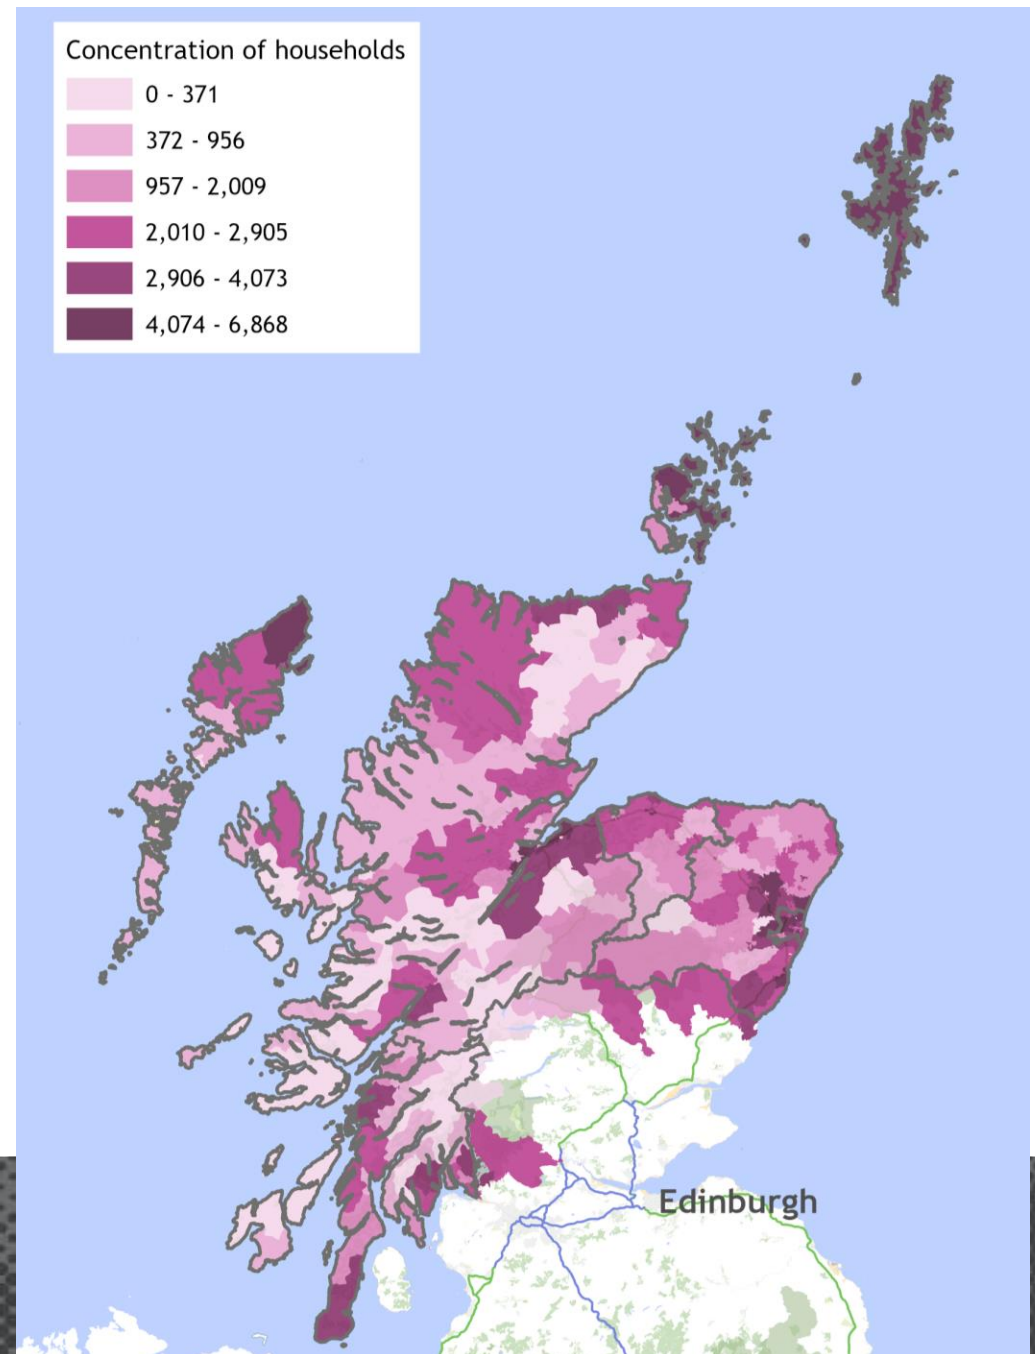 Concentration of households
0 - 371
372 - 956
957 - 2,009
2,010 - 2,905
2,906 - 4,073
4,074 - 6,868
Edinburgh